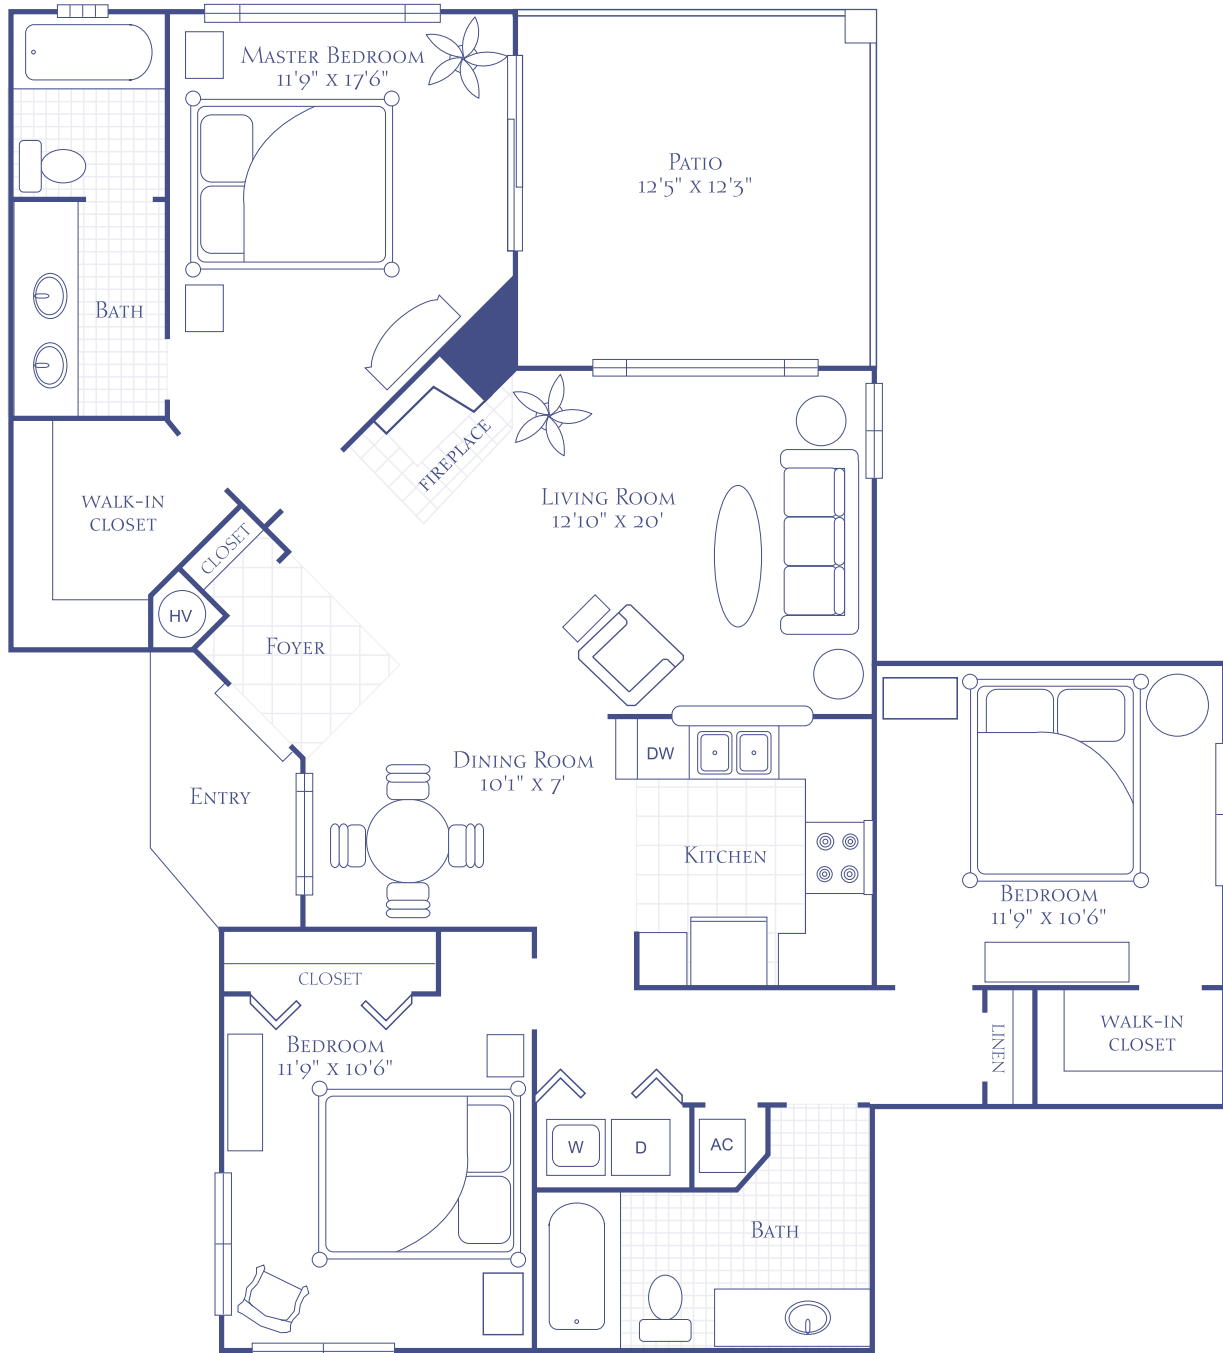 Master Bedroom
11'9" x 17'6"
Patio
12'5" x 12'3"
Bath
Fireplace
Walk-in
Closet
Living Room
12'10" x 20'
Closet
HV
Foyer
Dining Room
10'1" x 7'
DW
Entry
Kitchen
Bedroom
11'9" x 10'6"
Closet
Bedroom
11'9" x 10'6"
Linen
Walk-in
Closet
W
D
AC
Bath